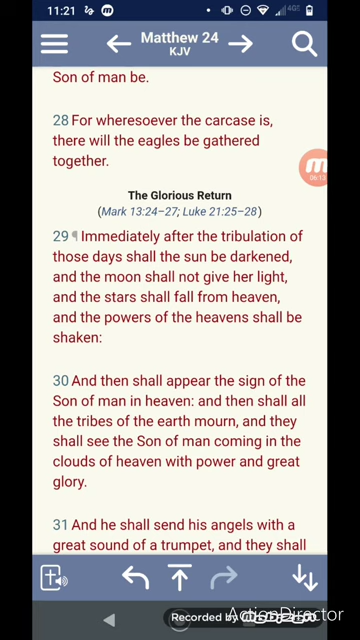 11:21
4G
Matthew 24
KJV
Son of man be.
28 For wheresoever the carcase is,
there will the eagles be gathered
together.
06:13
The Glorious Return
(Mark 13:24–27; Luke 21:25–28)
29 ¶ Immediately after the tribulation of
those days shall the sun be darkened,
and the moon shall not give her light,
and the stars shall fall from heaven,
and the powers of the heavens shall be
shaken:
30 And then shall appear the sign of the
Son of man in heaven: and then shall all
the tribes of the earth mourn, and they
shall see the Son of man coming in the
clouds of heaven with power and great
glory.
31 And he shall send his angels with a
great sound of a trumpet, and they shall
ActionDirector
Recorded by